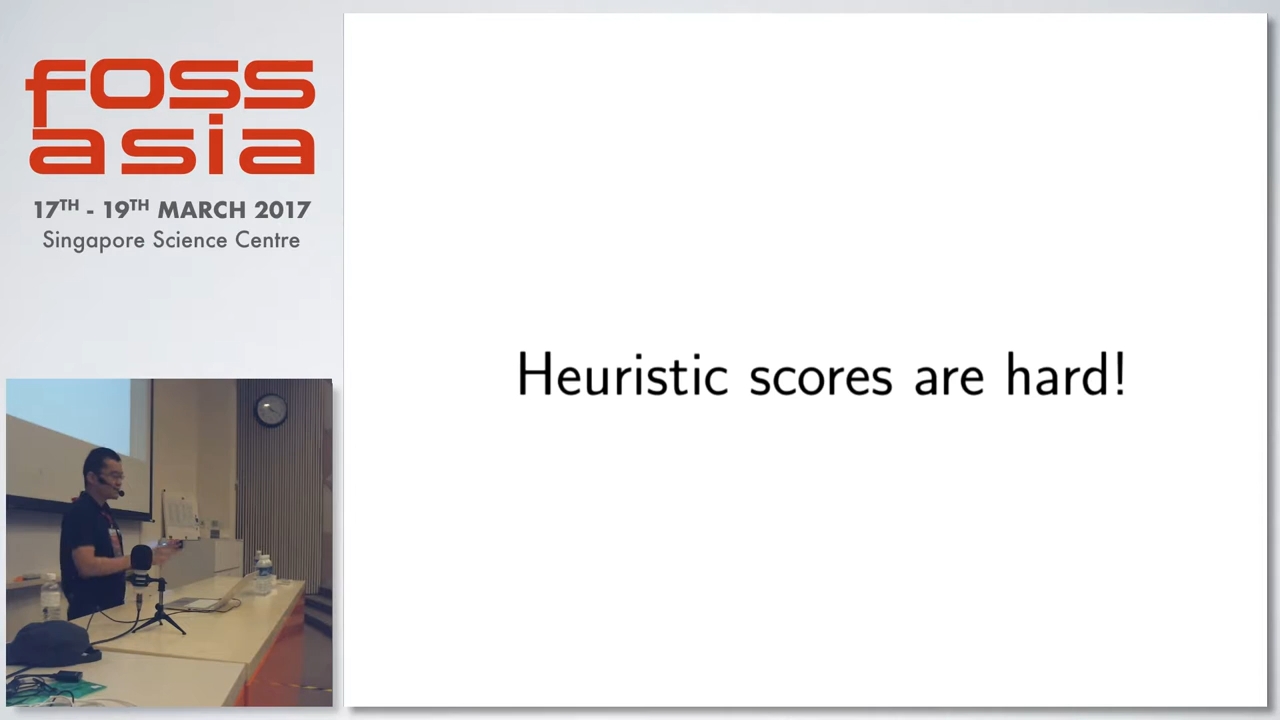 foss
asia
17TH - 19TH MARCH 2017
Singapore Science Centre
Heuristic scores are hard!